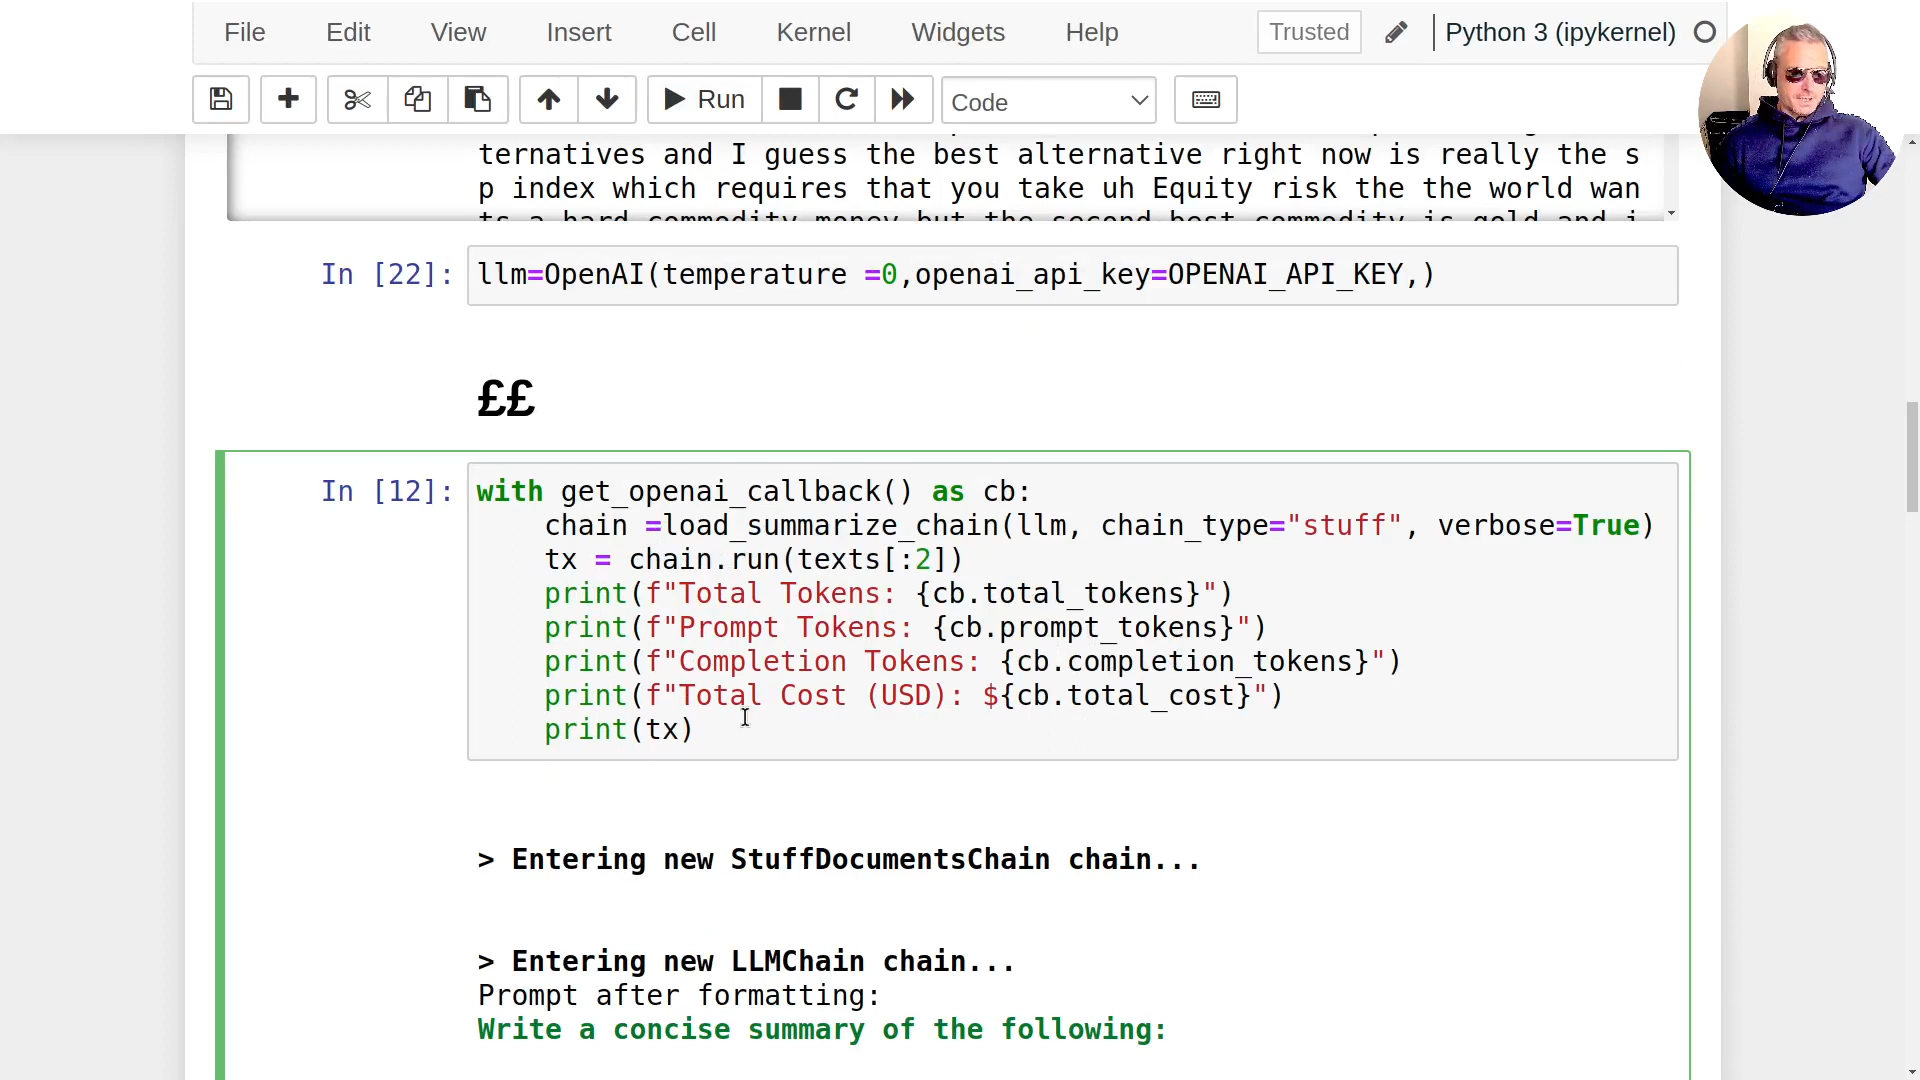 File Edit View Insert Cell Kernel Widgets Help Trusted Python 3 (ipykernel)
Run Code
ternatives and I guess the best alternative right now is really the s
p index which requires that you take uh Equity risk the the world wan
ts a hard commodity money but the second best commodity is gold and i
In [22]: llm=OpenAI(temperature =0,openai_api_key=OPENAI_API_KEY,)
££
In [12]: with get_openai_callback() as cb:
chain =load_summarize_chain(llm, chain_type="stuff", verbose=True)
tx = chain.run(texts[:2])
print(f"Total Tokens: {cb.total_tokens}")
print(f"Prompt Tokens: {cb.prompt_tokens}")
print(f"Completion Tokens: {cb.completion_tokens}")
print(f"Total Cost (USD): ${cb.total_cost}")
print(tx)
> Entering new StuffDocumentsChain chain...
> Entering new LLMChain chain...
Prompt after formatting:
Write a concise summary of the following: